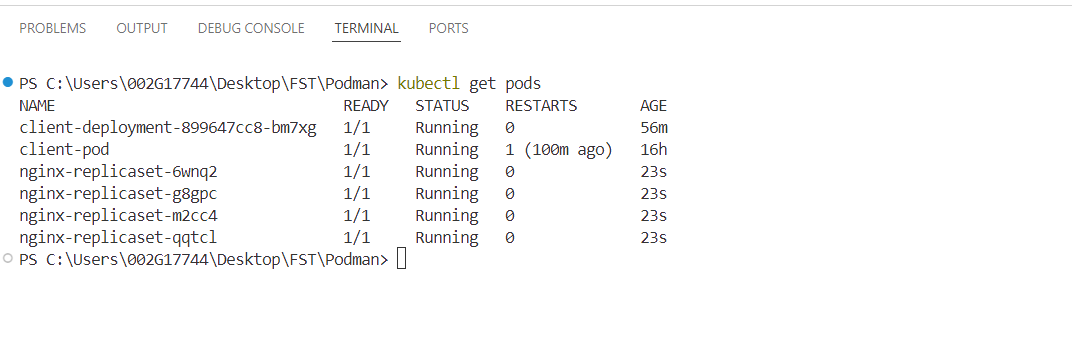 PROBLEMS OUTPUT DEBUG CONSOLE TERMINAL PORTS
PS C:\Users\002G17744\Desktop\FST\Podman> kubectl get pods
NAME READY STATUS RESTARTS AGE
client-deployment-899647cc8-bm7xg 1/1 Running 0 56m
client-pod 1/1 Running 1 (100m ago) 16h
nginx-replicaset-6wnq2 1/1 Running 0 23s
nginx-replicaset-g8gpc 1/1 Running 0 23s
nginx-replicaset-m2cc4 1/1 Running 0 23s
nginx-replicaset-qqtcl 1/1 Running 0 23s
PS C:\Users\002G17744\Desktop\FST\Podman>